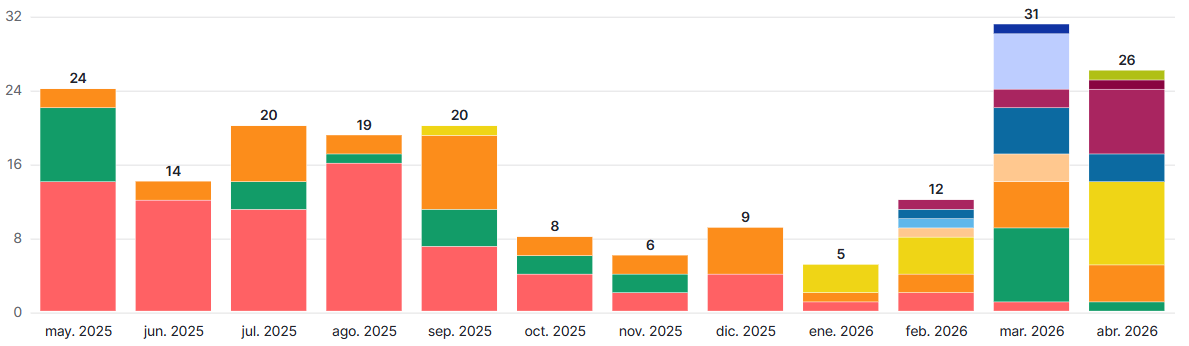 32
31
26
24
24
20
19
20
16
14
12
8
8
9
6
5
0
may. 2025
jun. 2025
jul. 2025
ago. 2025
sep. 2025
oct. 2025
nov. 2025
dic. 2025
ene. 2026
feb. 2026
mar. 2026
abr. 2026